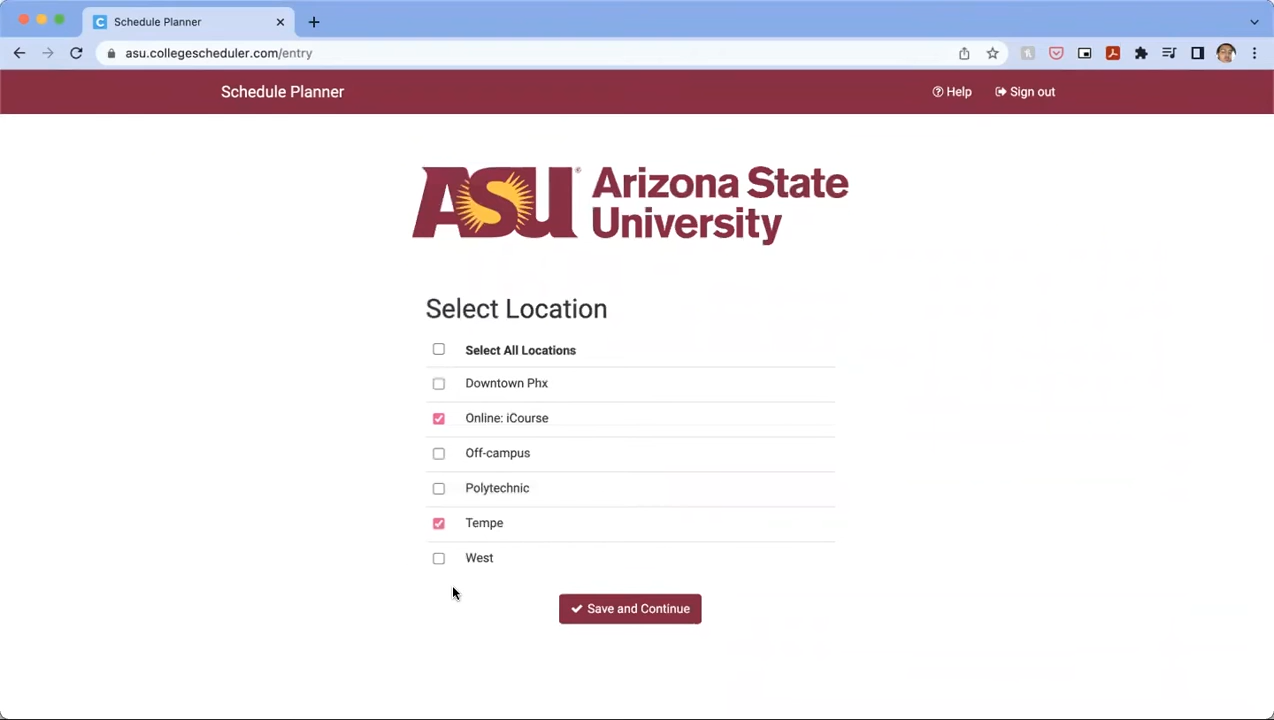 Schedule Planner
asu.collegescheduler.com/entry
Schedule Planner
Help
Sign out
ASU® Arizona State
University
Select Location
Select All Locations
Downtown Phx
Online: iCourse
Off-campus
Polytechnic
Tempe
West
Save and Continue